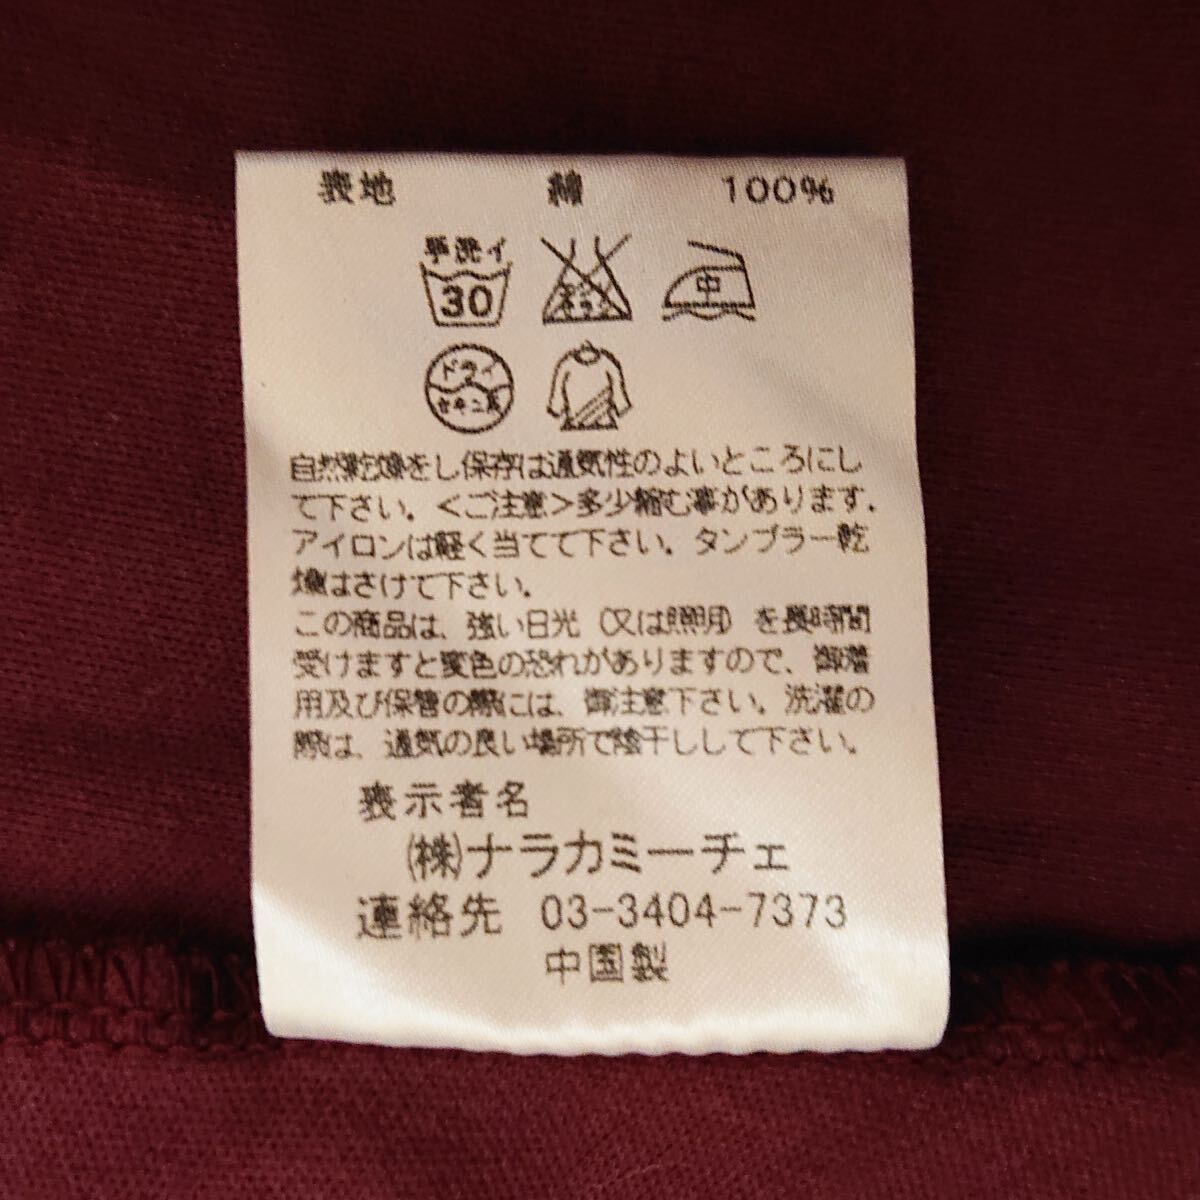 表地 綿 100%
手洗イ
30
エンソサラシ
中
ドライ
セキユ系
自然乾燥をし保存は通気性のよいところにし
て下さい。<ご注意>多少縮む事があります.
アイロンは軽く当てて下さい。タンブラー乾
燥はさけて下さい。
この商品は、強い日光(又は照明)を長時間
受けますと変色の恐れがありますので、御着
用及び保管の際には、御注意下さい。洗濯の
際は、通気の良い場所で陰干しして下さい。
表示者名
(株)ナラカミーチェ
連絡先 03-3404-7373
中国製